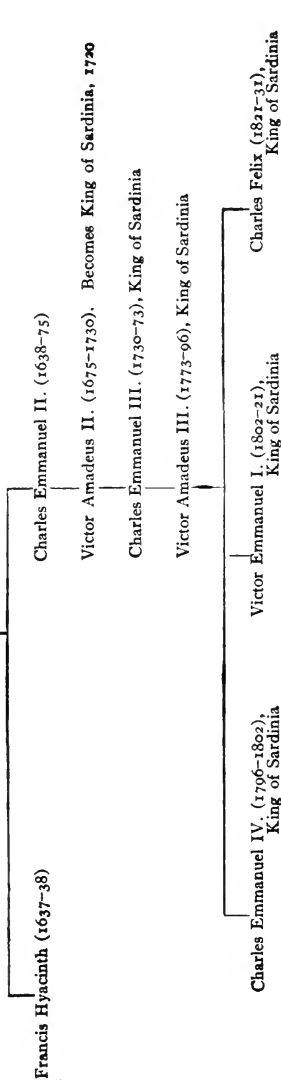 Francis Hyacinth (1637–38)
Charles Emmanuel II. (1638–75)
Victor Amadeus II. (1675–1730). Becomes King of Sardinia, 1720
Charles Emmanuel III. (1730–73), King of Sardinia
Victor Amadeus III. (1773–96), King of Sardinia
Charles Emmanuel IV. (1796–1802),
King of Sardinia
Victor Emmanuel I. (1802–21),
King of Sardinia
Charles Felix (1821–31),
King of Sardinia